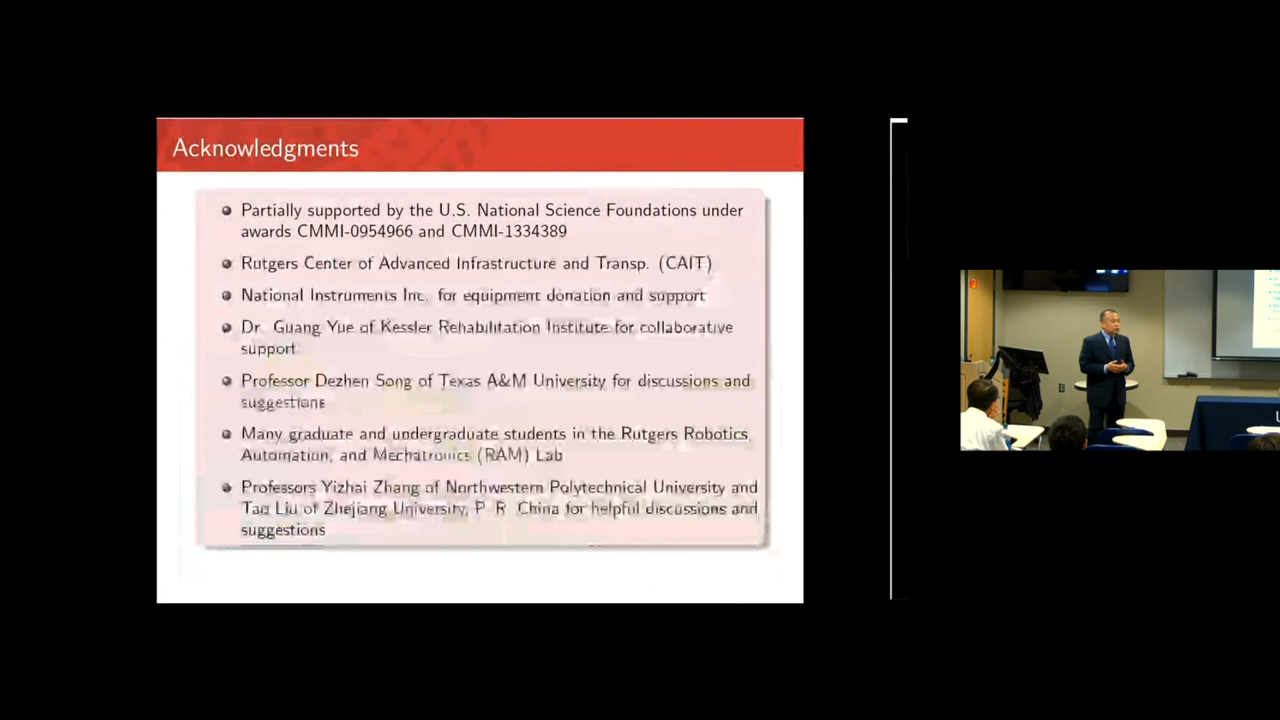 Acknowledgments
Partially supported by the U.S. National Science Foundations under
awards CMMI-0954966 and CMMI-1334389
Rutgers Center of Advanced Infrastructure and Transp. (CAIT)
National Instruments Inc. for equipment donation and support
Dr. Guang Yue of Kessler Rehabilitation Institute for collaborative
support
Professor Dezhen Song of Texas A&M University for discussions and
suggestions
Many graduate and undergraduate students in the Rutgers Robotics,
Automation, and Mechatronics (RAM) Lab
Professors Yizhai Zhang of Northwestern Polytechnical University and
Tao Liu of Zhejiang University, P. R. China for helpful discussions and
suggestions